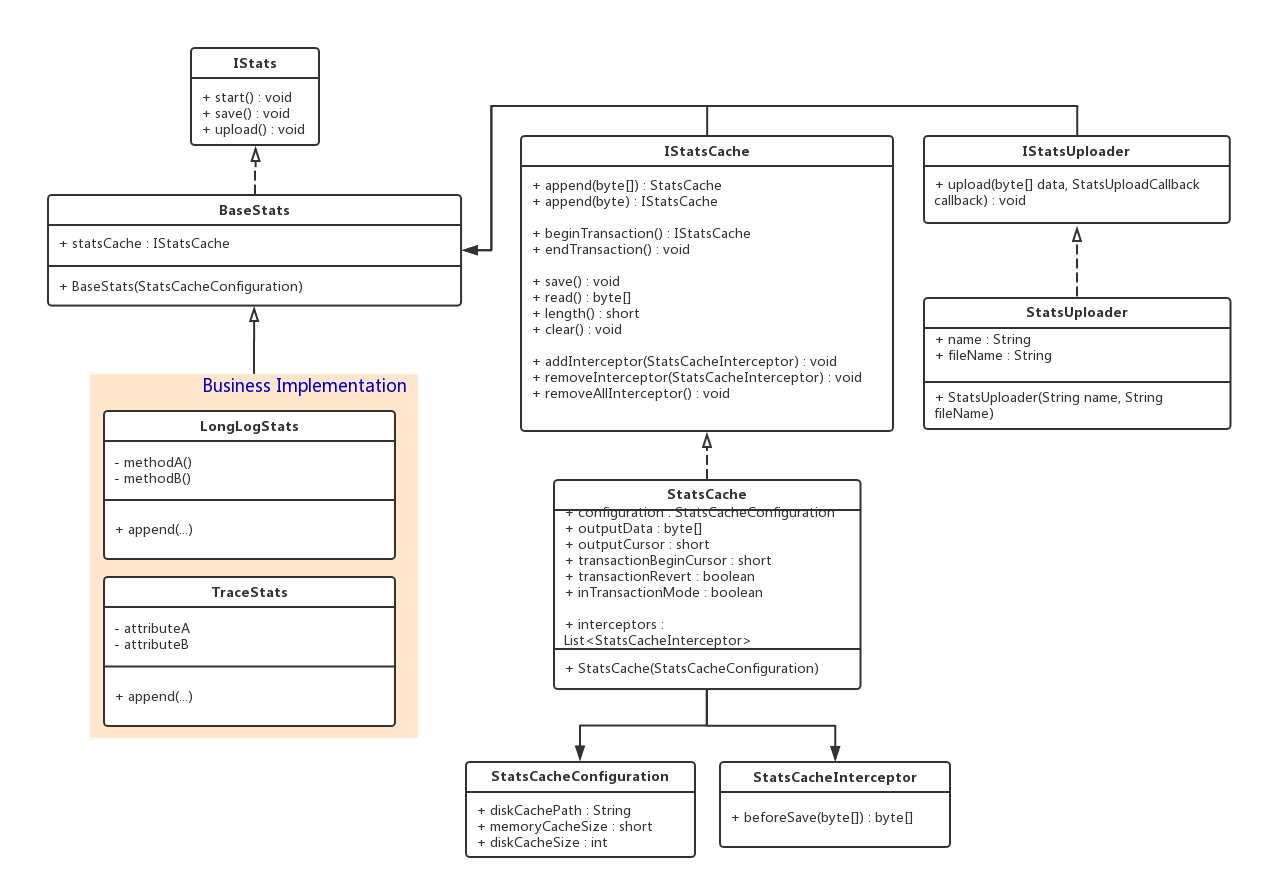 IStats
+ start() : void
+ save() : void
+ upload() : void
BaseStats
+ statsCache : IStatsCache
+ BaseStats(StatsCacheConfiguration)
Business Implementation
LongLogStats
- methodA()
- methodB()
+ append(...)
TraceStats
- attributeA
- attributeB
+ append(...)
IStatsCache
+ append(byte[]) : StatsCache
+ append(byte) : IStatsCache
+ beginTransaction() : IStatsCache
+ endTransaction() : void
+ save() : void
+ read() : byte[]
+ length() : short
+ clear() : void
+ addInterceptor(StatsCacheInterceptor) : void
+ removeInterceptor(StatsCacheInterceptor) : void
+ removeAllInterceptor() : void
IStatsUploader
+ upload(byte[] data, StatsUploadCallback
callback) : void
StatsUploader
+ name : String
+ fileName : String
+ StatsUploader(String name, String
fileName)
StatsCache
+ configuration : StatsCacheConfiguration
+ outputData : byte[]
+ outputCursor : short
+ transactionBeginCursor : short
+ transactionRevert : boolean
+ inTransactionMode : boolean
+ interceptors :
List<StatsCacheInterceptor>
+ StatsCache(StatsCacheConfiguration)
StatsCacheConfiguration
+ diskCachePath : String
+ memoryCacheSize : short
+ diskCacheSize : int
StatsCacheInterceptor
+ beforeSave(byte[]) : byte[]